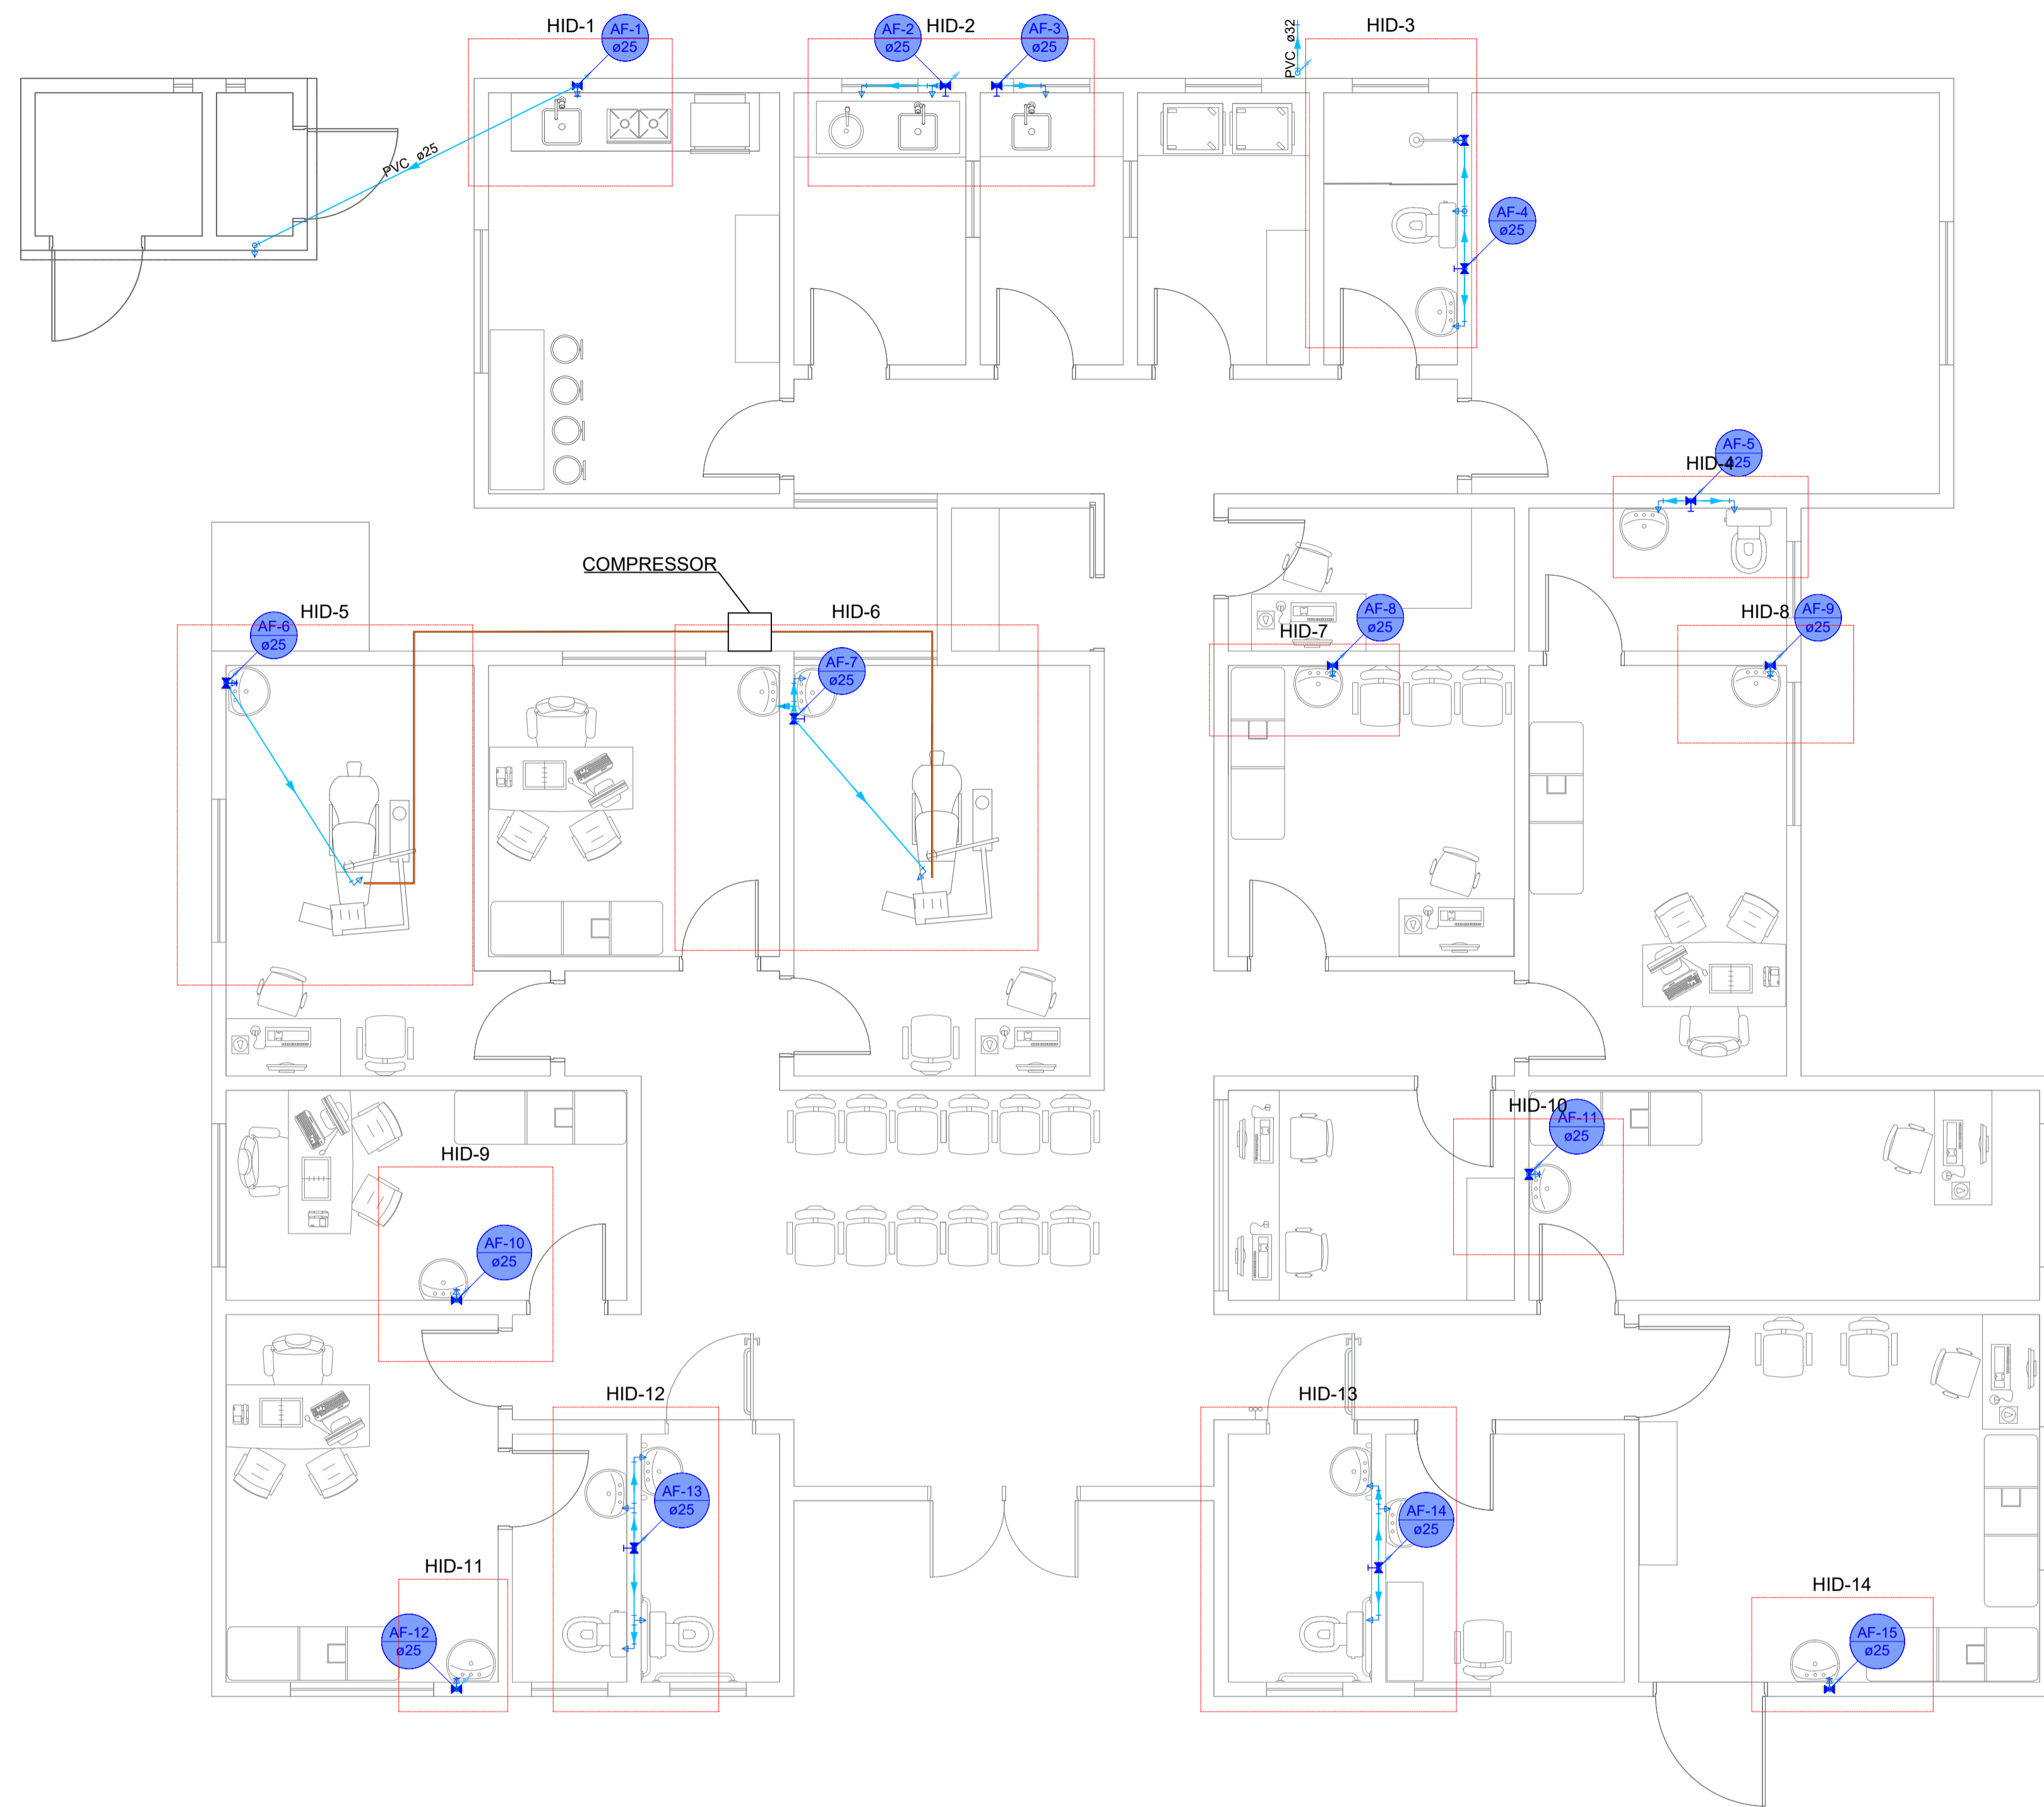 HID-1
AF-1
ø25
AF-2
ø25
HID-2
AF-3
ø25
PVC ø32
HID-3
PVC ø25
AF-4
ø25
AF-5
ø25
HID-4
COMPRESSOR
HID-5
AF-6
ø25
HID-6
AF-7
ø25
HID-7
AF-8
ø25
HID-8
AF-9
ø25
HID-9
AF-10
ø25
HID-10
AF-11
ø25
HID-12
AF-13
ø25
HID-13
AF-14
ø25
HID-11
AF-12
ø25
HID-14
AF-15
ø25